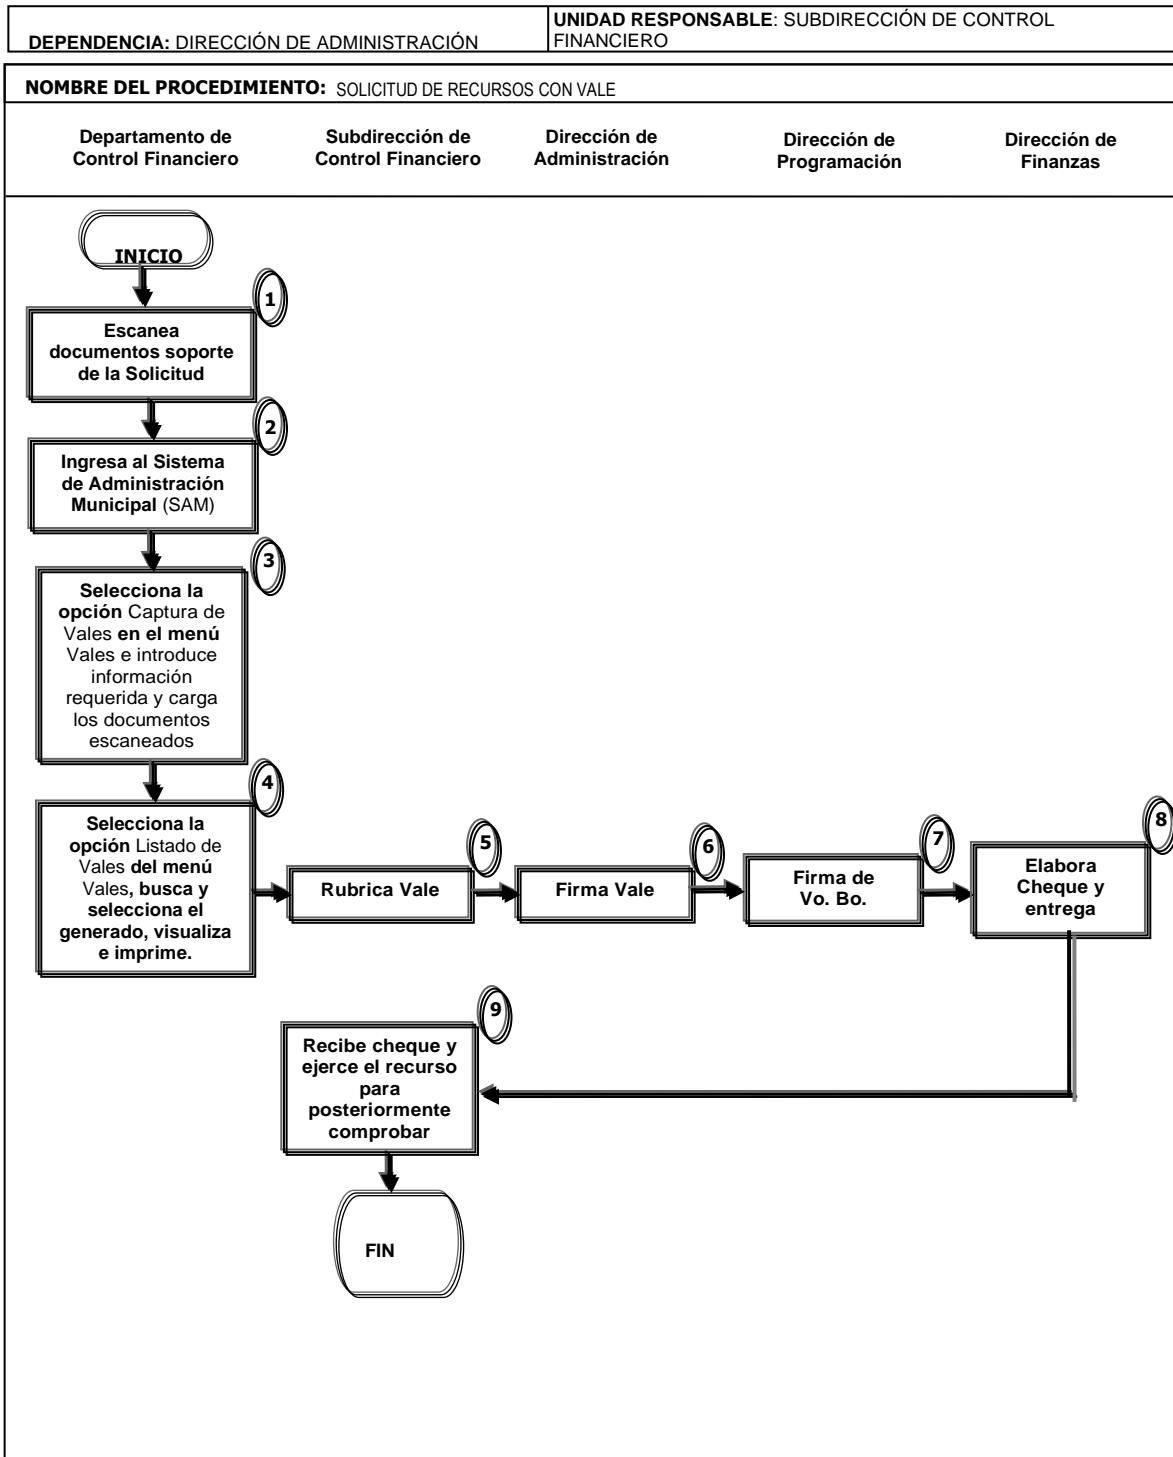 DEPENDENCIA: DIRECCIÓN DE ADMINISTRACIÓN
UNIDAD RESPONSABLE: SUBDIRECCIÓN DE CONTROL
FINANCIERO
NOMBRE DEL PROCEDIMIENTO: SOLICITUD DE RECURSOS CON VALE
Departamento de
Control Financiero
Subdirección de
Control Financiero
Dirección de
Administración
Dirección de
Programación
Dirección de
Finanzas
INICIO
1
Escanea
documentos soporte
de la Solicitud
2
Ingresa al Sistema
de Administración
Municipal (SAM)
3
Selecciona la
opción Captura de
Vales en el menú
Vales e introduce
información
requerida y carga
los documentos
escaneados
4
Selecciona la
opción Listado de
Vales del menú
Vales, busca y
selecciona el
generado, visualiza
e imprime.
5
Rubrica Vale
6
Firma Vale
7
Firma de
Vo. Bo.
8
Elabora
Cheque y
entrega
9
Recibe cheque y
ejerce el recurso
para
posteriormente
comprobar
FIN